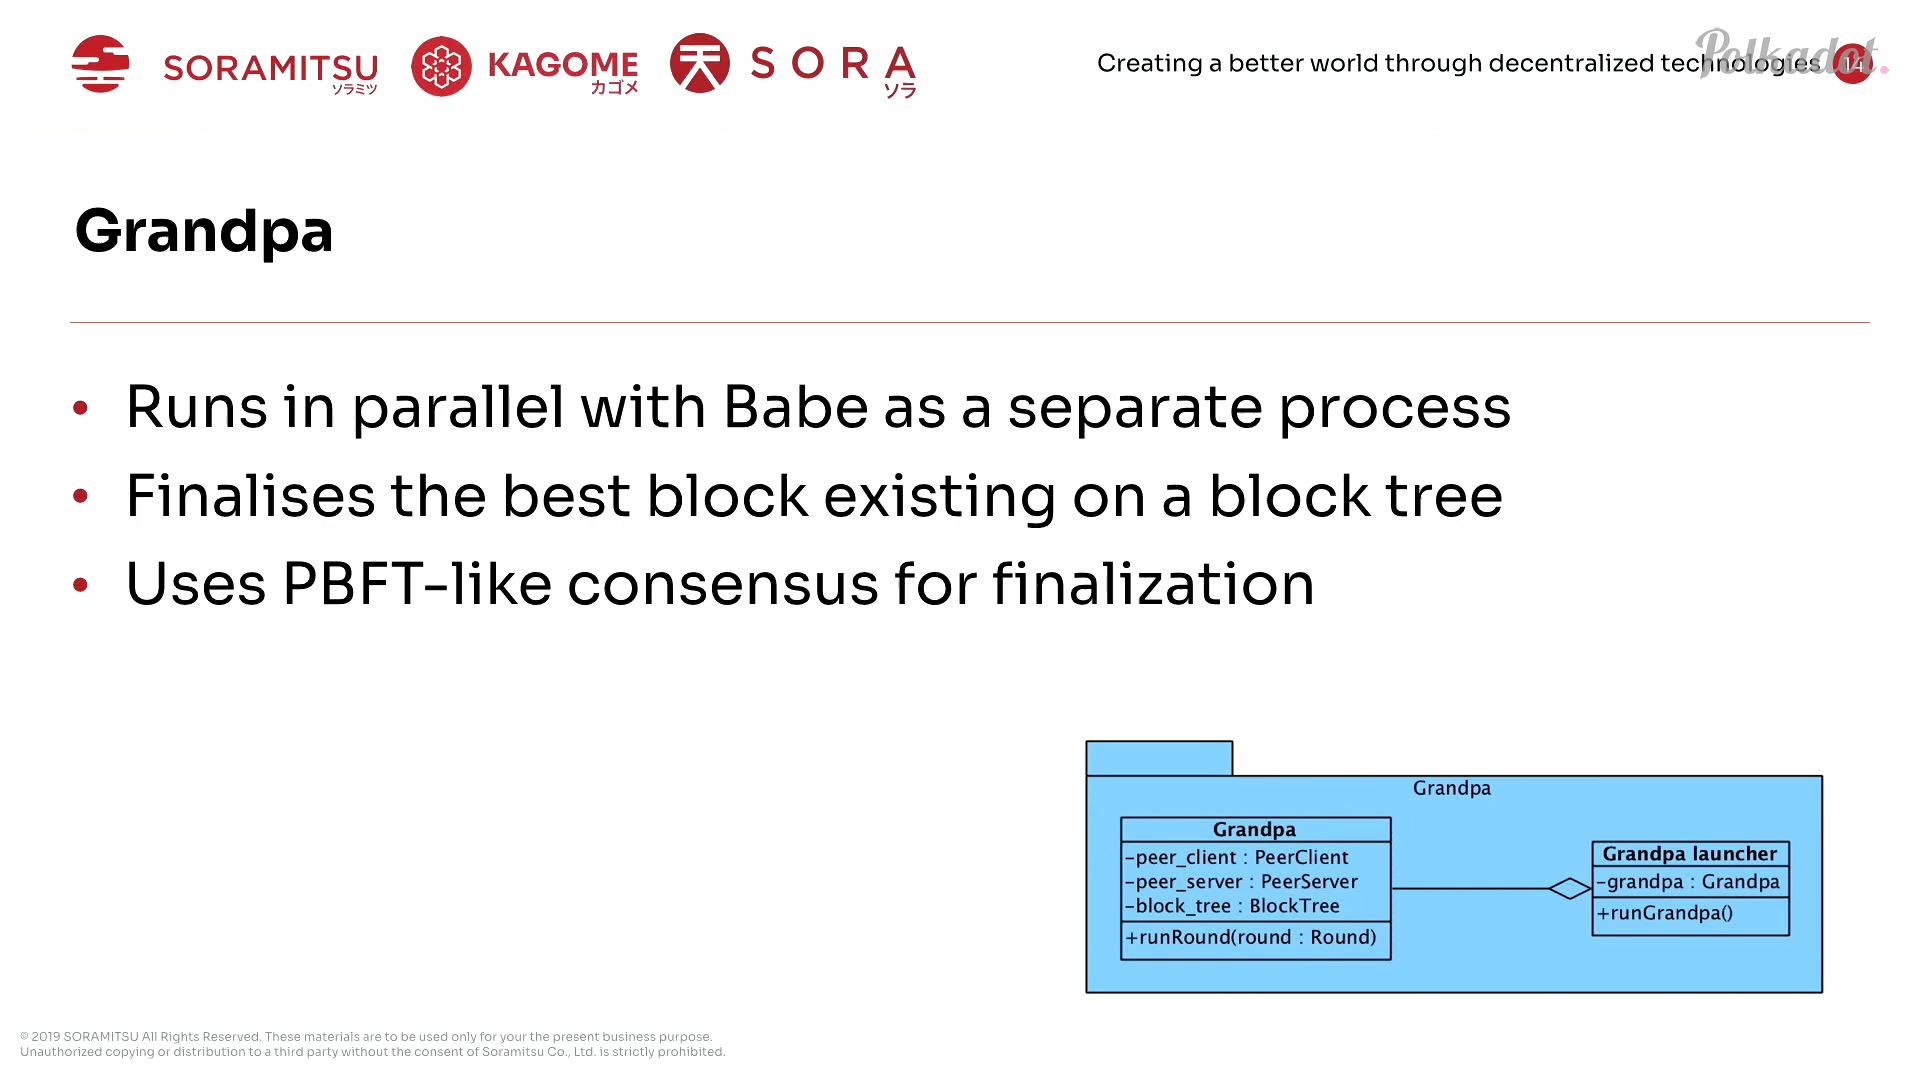 SORAMITSU
ソラミツ
KAGOME
カゴメ
SORA
ソラ
Creating a better world through decentralized technologies
14
Polkadot.
Grandpa
• Runs in parallel with Babe as a separate process
• Finalises the best block existing on a block tree
• Uses PBFT-like consensus for finalization
Grandpa
Grandpa
-peer_client : PeerClient
-peer_server : PeerServer
-block_tree : BlockTree
+runRound(round : Round)
Grandpa launcher
-grandpa : Grandpa
+runGrandpa()
© 2019 SORAMITSU All Rights Reserved. These materials are to be used only for your the present business purpose.
Unauthorized copying or distribution to a third party without the consent of Soramitsu Co., Ltd. is strictly prohibited.